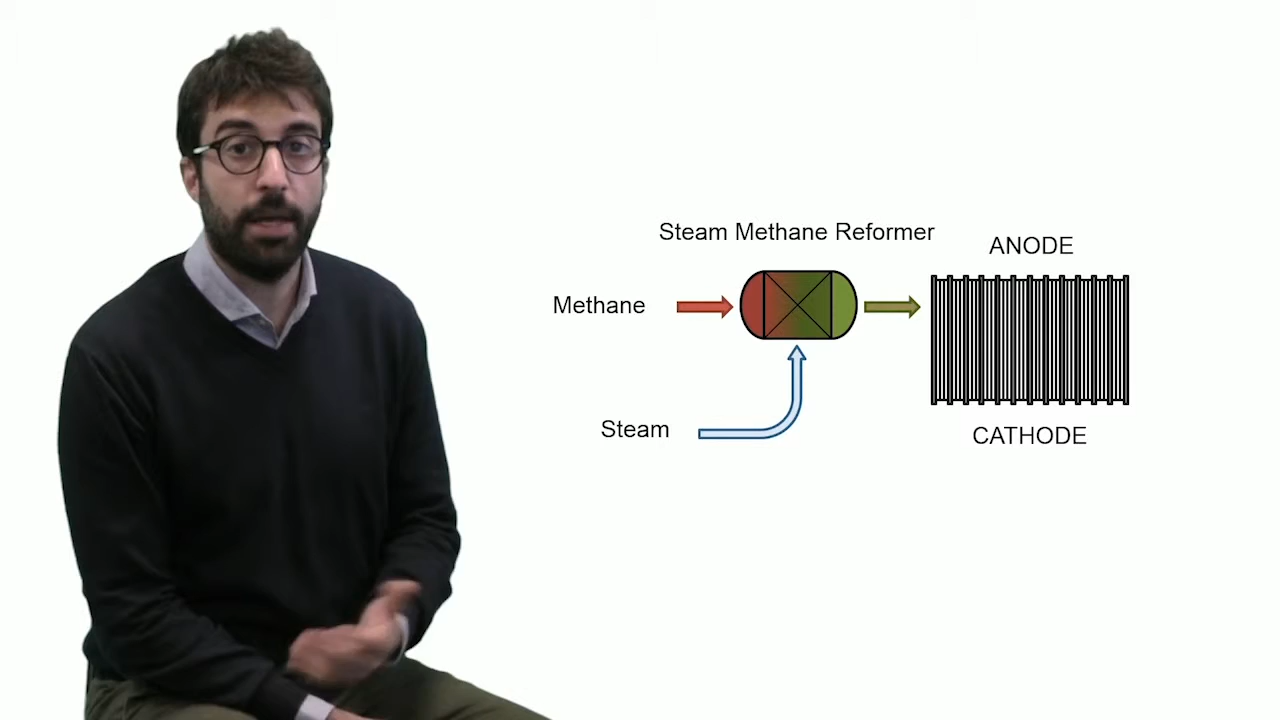 Steam Methane Reformer
ANODE
Methane
Steam
CATHODE